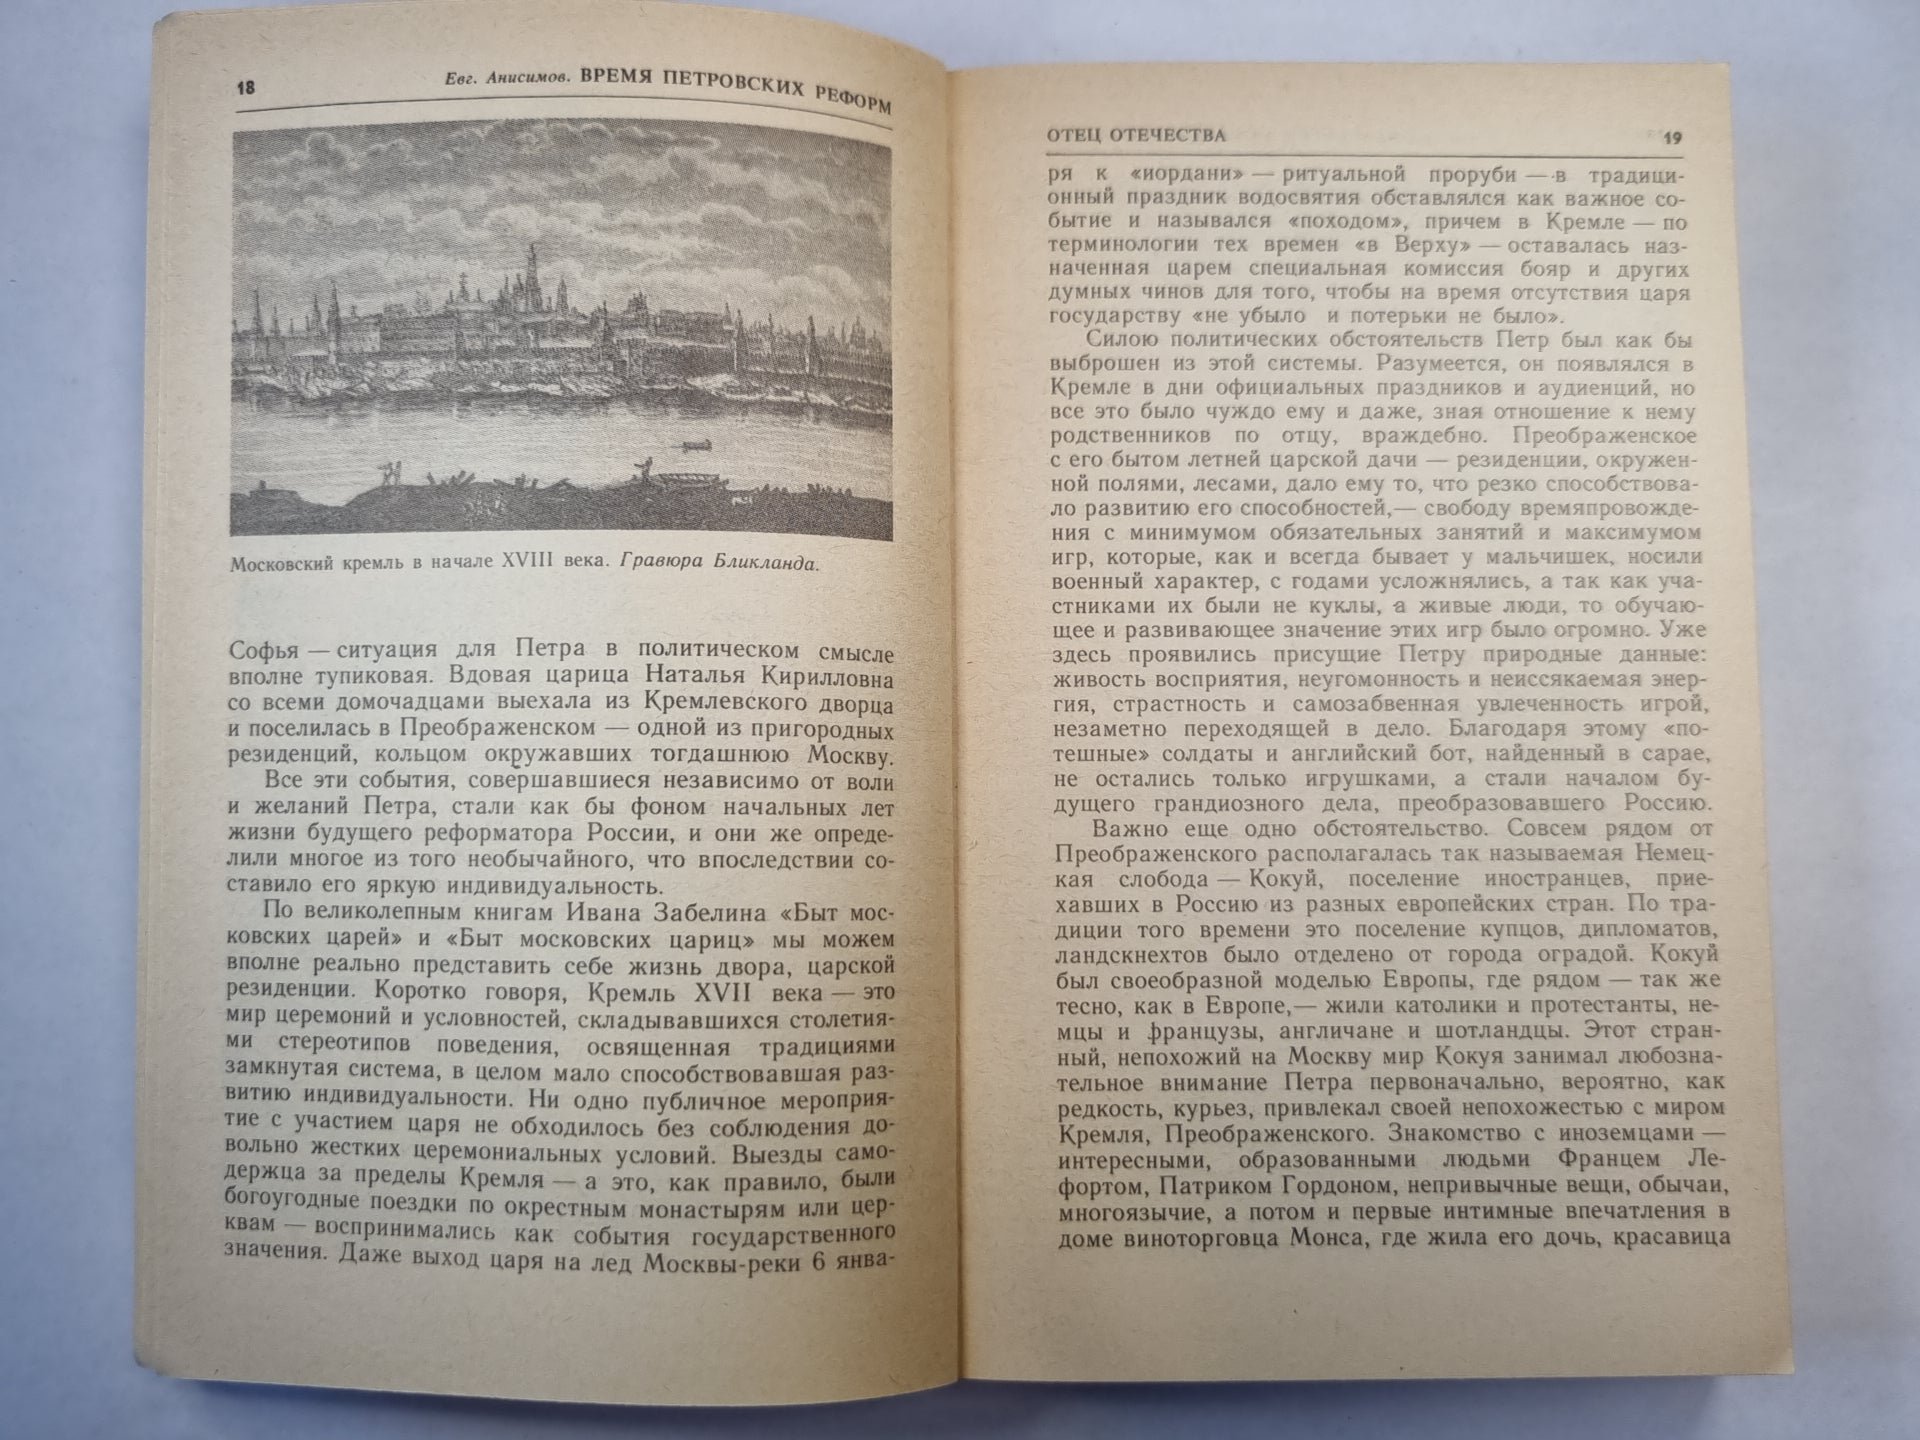 18
Евг. Анисимов. ВРЕМЯ ПЕТРОВСКИХ РЕФОРМ
Московский кремль в начале XVIII века. Гравюра Бликланда.
Софья — ситуация для Петра в политическом смысле
вполне тупиковая. Вдовая царица Наталья Кирилловна
со всеми домочадцами выехала из Кремлевского дворца
и поселилась в Преображенском — одной из пригородных
резиденций, кольцом окружавших тогдашнюю Москву.
Все эти события, совершавшиеся независимо от воли
и желаний Петра, стали как бы фоном начальных лет
жизни будущего реформатора России, и они же опреде-
лили многое из того необычайного, что впоследствии со-
ставило его яркую индивидуальность.
По великолепным книгам Ивана Забелина «Быт мос-
ковских царей» и «Быт московских цариц» мы можем
вполне реально представить себе жизнь двора, царской
резиденции. Коротко говоря, Кремль XVII века — это
мир церемоний и условностей, складывавшихся столетия-
ми стереотипов поведения, освященная традициями
замкнутая система, в целом мало способствовавшая раз-
витию индивидуальности. Ни одно публичное мероприя-
тие с участием царя не обходилось без соблюдения до-
вольно жестких церемониальных условий. Выезды само-
держца за пределы Кремля — а это, как правило, были
богоугодные поездки по окрестным монастырям или цер-
квам — воспринимались как события государственного
значения. Даже выход царя на лед Москвы-реки 6 янва-
ОТЕЦ ОТЕЧЕСТВА
19
ря к «иордани» — ритуальной проруби — в традици-
онный праздник водосвятия обставлялся как важное со-
бытие и назывался «походом», причем в Кремле — по
терминологии тех времен «в Верху» — оставалась наз-
наченная царем специальная комиссия бояр и других
думных чинов для того, чтобы на время отсутствия царя
государству «не убыло и потерьки не было».
Силою политических обстоятельств Петр был как бы
выброшен из этой системы. Разумеется, он появлялся в
Кремле в дни официальных праздников и аудиенций, но
все это было чуждо ему и даже, зная отношение к нему
родственников по отцу, враждебно. Преображенское
с его бытом летней царской дачи — резиденции, окружен-
ной полями, лесами, дало ему то, что резко способствова-
ло развитию его способностей,— свободу времяпровожде-
ния с минимумом обязательных занятий и максимумом
игр, которые, как и всегда бывает у мальчишек, носили
военный характер, с годами усложнялись, а так как уча-
стниками их были не куклы, а живые люди, то обучаю-
щее и развивающее значение этих игр было огромно. Уже
здесь проявились присущие Петру природные данные:
живость восприятия, неугомонность и неиссякаемая энер-
гия, страстность и самозабвенная увлеченность игрой,
незаметно переходящей в дело. Благодаря этому «по-
тешные» солдаты и английский бот, найденный в сарае,
не остались только игрушками, а стали началом бу-
дущего грандиозного дела, преобразовавшего Россию.
Важно еще одно обстоятельство. Совсем рядом от
Преображенского располагалась так называемая Немец-
кая слобода — Кокуй, поселение иностранцев, прие-
хавших в Россию из разных европейских стран. По тра-
диции того времени это поселение купцов, дипломатов,
ландскнехтов было отделено от города оградой. Кокуй
был своеобразной моделью Европы, где рядом — так же
тесно, как в Европе,— жили католики и протестанты, не-
мцы и французы, англичане и шотландцы. Этот стран-
ный, непохожий на Москву мир Кокуя занимал любозна-
тельное внимание Петра первоначально, вероятно, как
редкость, курьез, привлекал своей непохожестью с миром
Кремля, Преображенского. Знакомство с иноземцами —
интересными, образованными людьми Францем Ле-
фортом, Патриком Гордоном, непривычные вещи, обычаи,
многоязычие, а потом и первые интимные впечатления в
доме виноторговца Монса, где жила его дочь, красавица